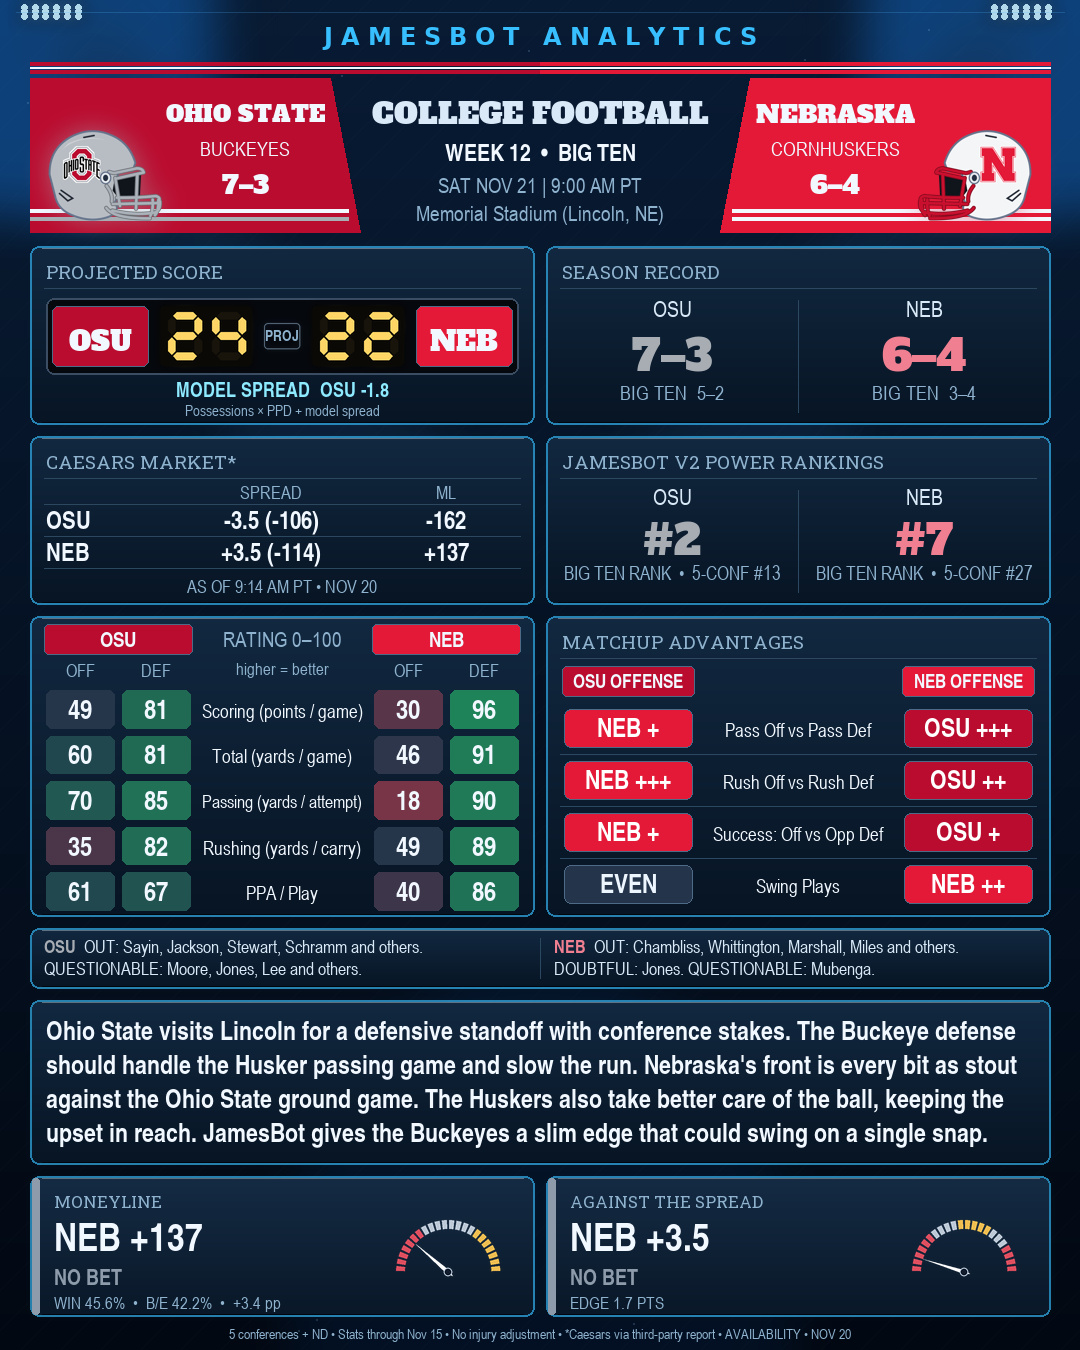 JAMESBOT ANALYTICS
OHIO STATE
BUCKEYES
7–3
OHIO STATE
COLLEGE FOOTBALL
WEEK 12 • BIG TEN
SAT NOV 21 | 9:00 AM PT
Memorial Stadium (Lincoln, NE)
NEBRASKA
CORNHUSKERS
6–4
N
PROJECTED SCORE
OSU 24 PROJ 22 NEB
MODEL SPREAD OSU -1.8
Possessions × PPD + model spread
SEASON RECORD
OSU NEB
7–3 6–4
BIG TEN 5–2 BIG TEN 3–4
CAESARS MARKET*
SPREAD ML
OSU -3.5 (-106) -162
NEB +3.5 (-114) +137
AS OF 9:14 AM PT • NOV 20
JAMESBOT V2 POWER RANKINGS
OSU NEB
#2 #7
BIG TEN RANK • 5-CONF #13 BIG TEN RANK • 5-CONF #27
OSU RATING 0–100 NEB
OFF DEF higher = better OFF DEF
49 81 Scoring (points / game) 30 96
60 81 Total (yards / game) 46 91
70 85 Passing (yards / attempt) 18 90
35 82 Rushing (yards / carry) 49 89
61 67 PPA / Play 40 86
MATCHUP ADVANTAGES
OSU OFFENSE NEB OFFENSE
NEB + Pass Off vs Pass Def OSU +++
NEB +++ Rush Off vs Rush Def OSU ++
NEB + Success: Off vs Opp Def OSU +
EVEN Swing Plays NEB ++
OSU OUT: Sayin, Jackson, Stewart, Schramm and others.
QUESTIONABLE: Moore, Jones, Lee and others.
NEB OUT: Chambliss, Whittington, Marshall, Miles and others.
DOUBTFUL: Jones. QUESTIONABLE: Mubenga.
Ohio State visits Lincoln for a defensive standoff with conference stakes. The Buckeye defense
should handle the Husker passing game and slow the run. Nebraska's front is every bit as stout
against the Ohio State ground game. The Huskers also take better care of the ball, keeping the
upset in reach. JamesBot gives the Buckeyes a slim edge that could swing on a single snap.
MONEYLINE
NEB +137
NO BET
WIN 45.6% • B/E 42.2% • +3.4 pp
AGAINST THE SPREAD
NEB +3.5
NO BET
EDGE 1.7 PTS
5 conferences + ND • Stats through Nov 15 • No injury adjustment • *Caesars via third-party report • AVAILABILITY • NOV 20